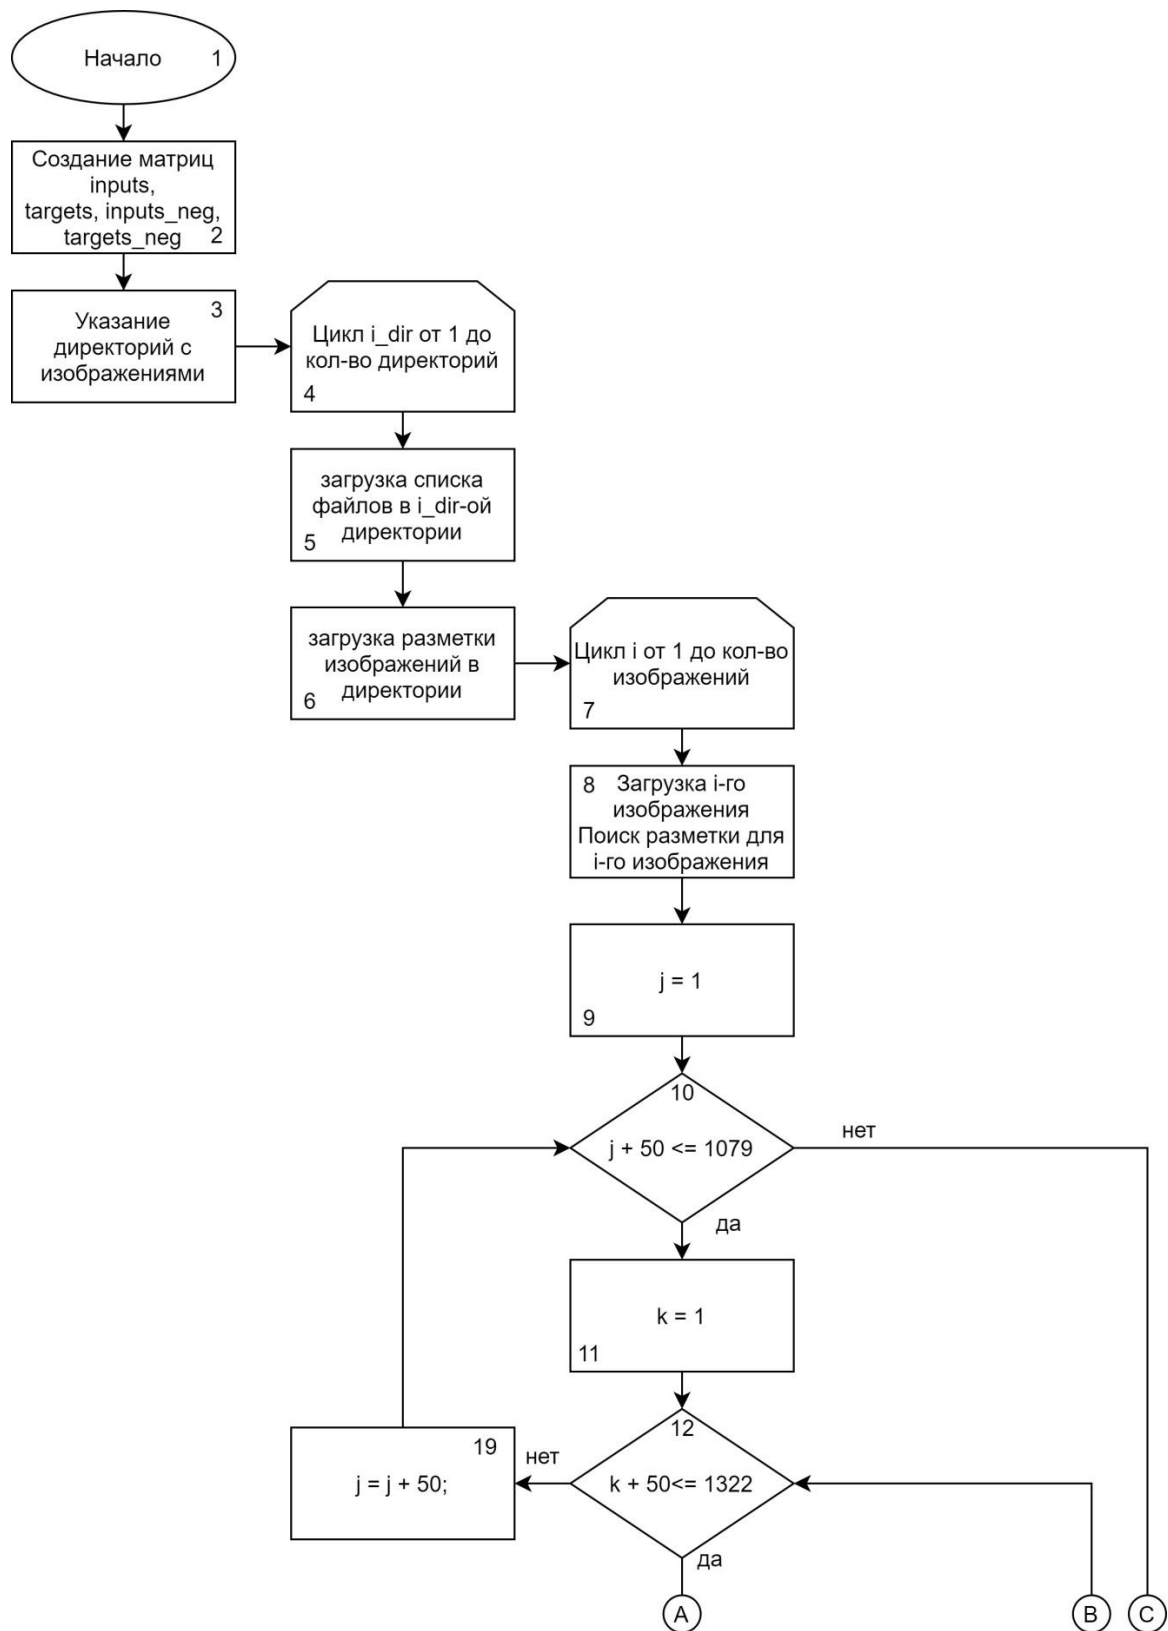 Начало 1
Создание матриц
inputs,
targets, inputs_neg,
targets_neg 2
3
Указание
директорий с
изображениями
Цикл i_dir от 1 до
кол-во директорий
4
загрузка списка
файлов в i_dir-ой
директории
5
загрузка разметки
изображений в
директории
6
Цикл i от 1 до кол-во
изображений
7
8 Загрузка i-го
изображения
Поиск разметки для
i-го изображения
j = 1
9
10
j + 50 <= 1079
нет
да
k = 1
11
12
k + 50<= 1322
нет
да
19
j = j + 50;
A
B
C